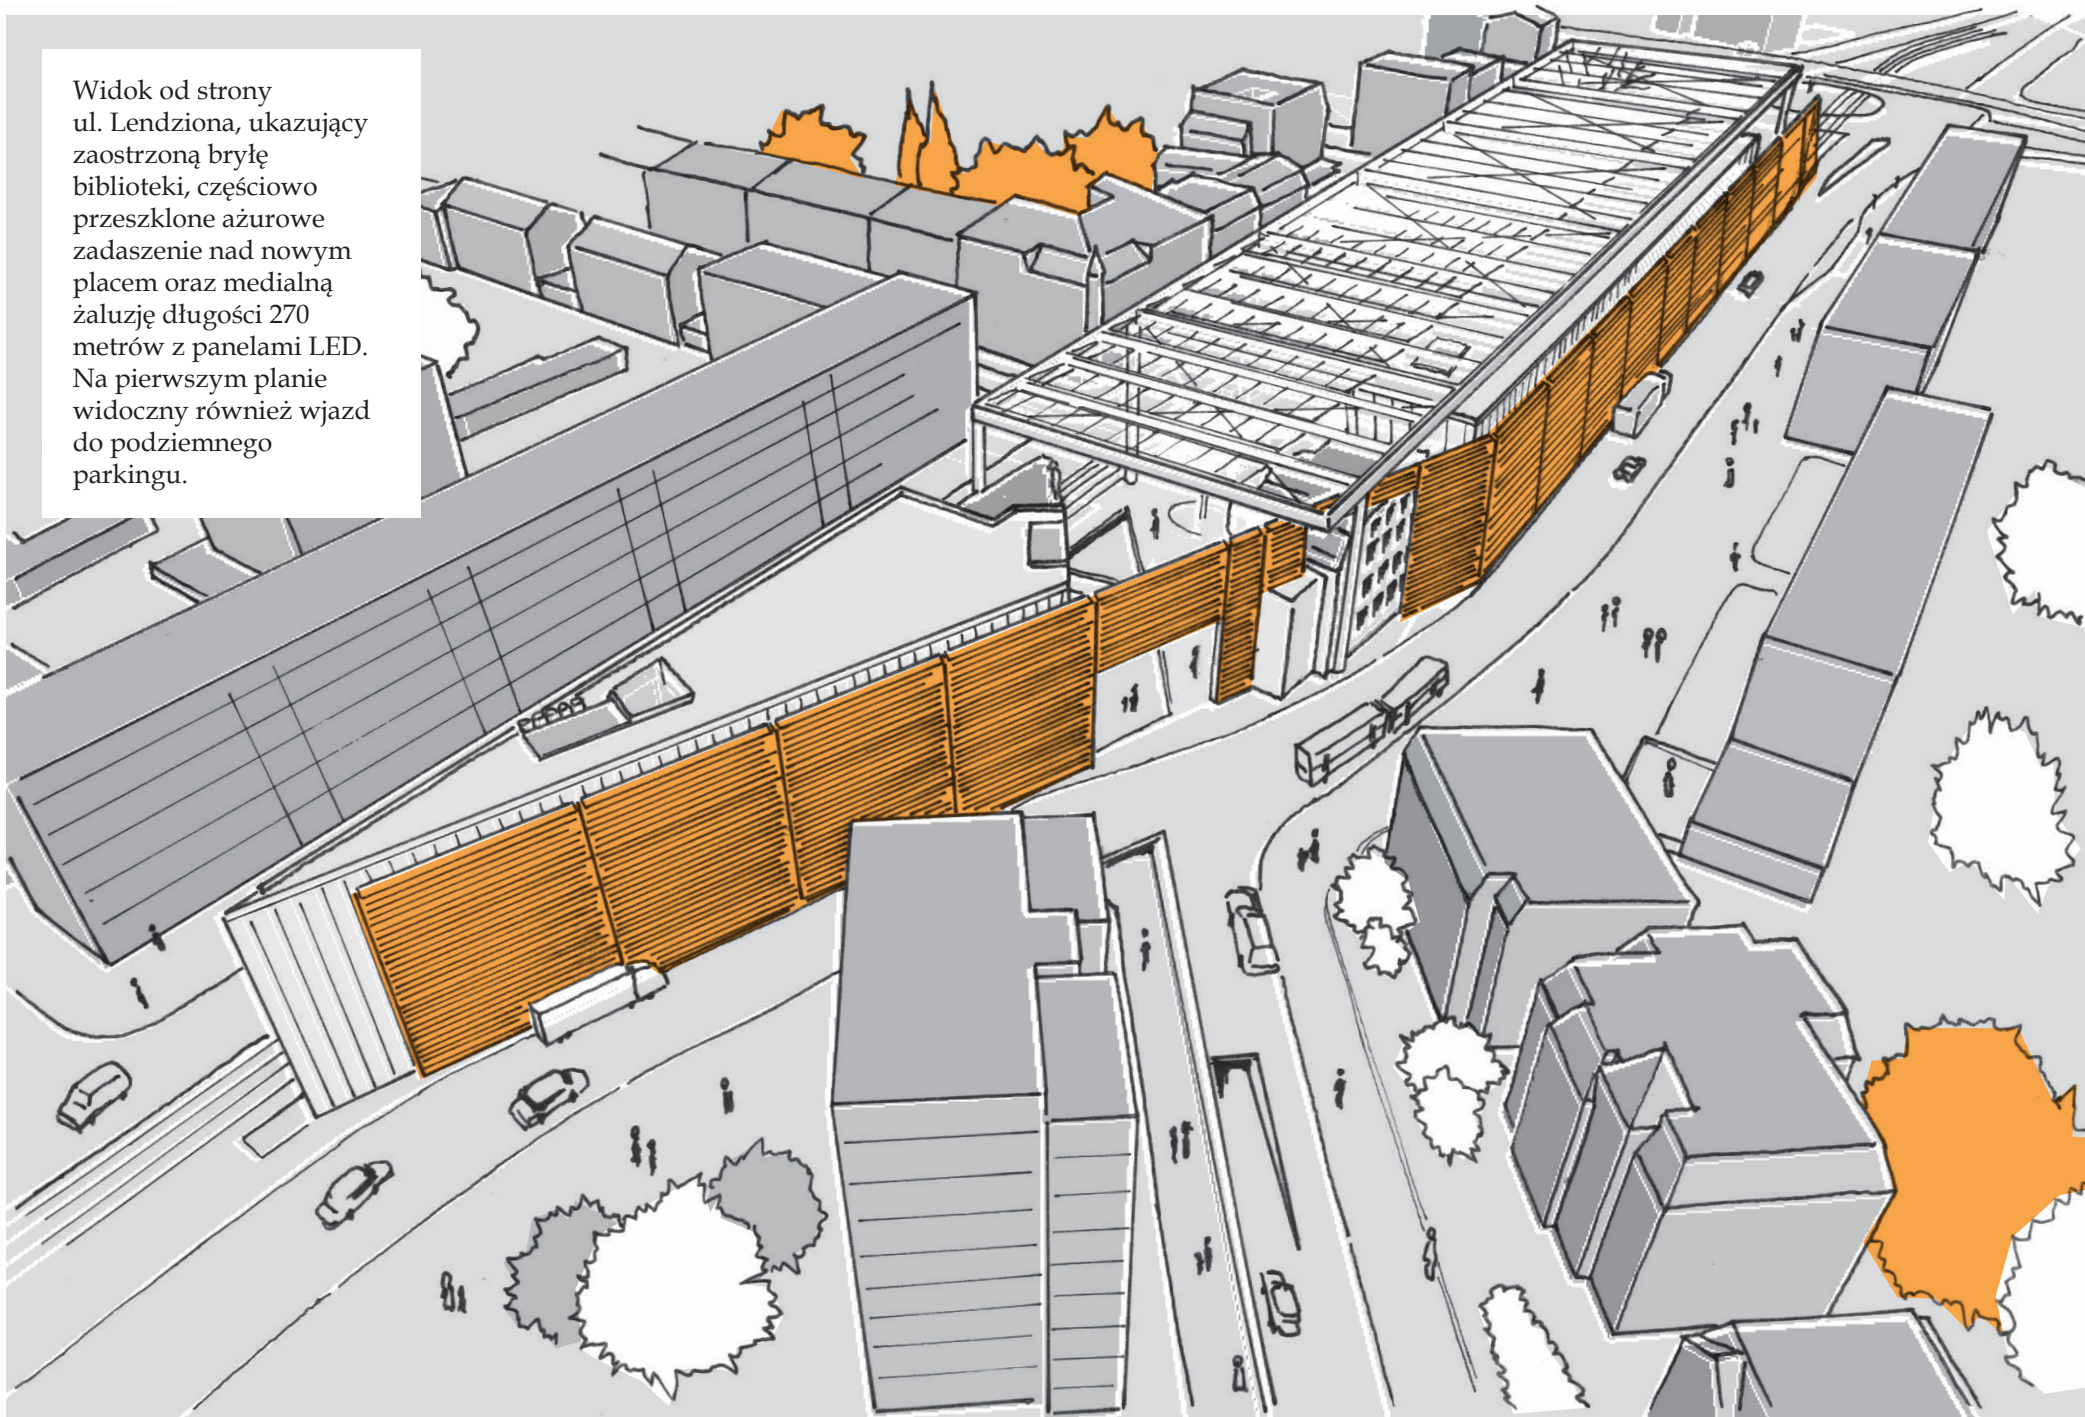 Widok od strony
ul. Lendziona, ukazujący
zaostrzoną bryłę
biblioteki, częściowo
przeszklone ażurowe
zadaszenie nad nowym
placem oraz medialną
żaluzję długości 270
metrów z panelami LED.
Na pierwszym planie
widoczny również wjazd
do podziemnego
parkingu.